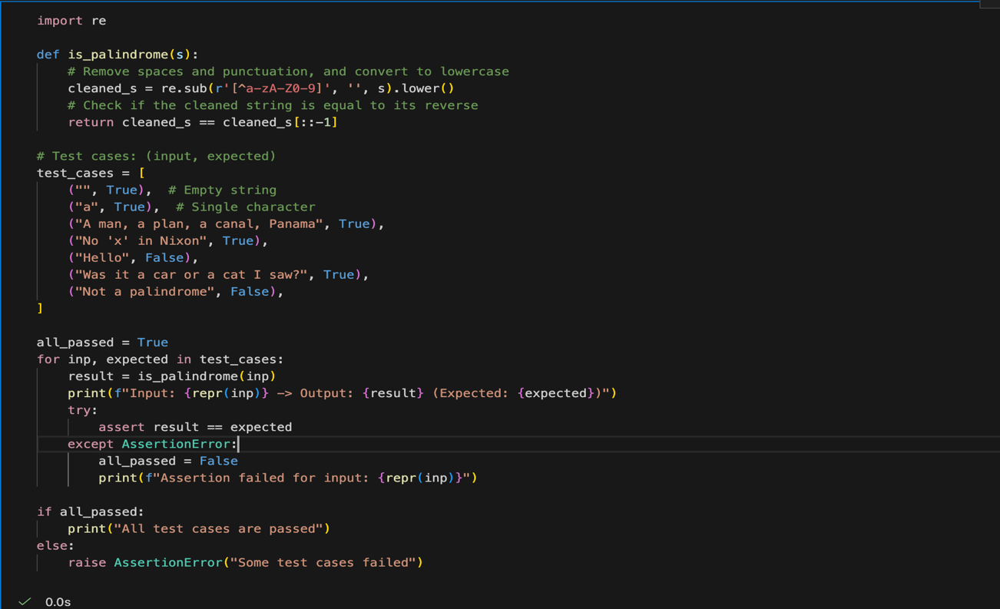 import re

def is_palindrome(s):
    # Remove spaces and punctuation, and convert to lowercase
    cleaned_s = re.sub(r'[^a-zA-Z0-9]', '', s).lower()
    # Check if the cleaned string is equal to its reverse
    return cleaned_s == cleaned_s[::-1]

# Test cases: (input, expected)
test_cases = [
    ("", True),  # Empty string
    ("a", True),  # Single character
    ("A man, a plan, a canal, Panama", True),
    ("No 'x' in Nixon", True),
    ("Hello", False),
    ("Was it a car or a cat I saw?", True),
    ("Not a palindrome", False),
]

all_passed = True
for inp, expected in test_cases:
    result = is_palindrome(inp)
    print(f"Input: {repr(inp)} -> Output: {result} (Expected: {expected})")
    try:
        assert result == expected
    except AssertionError:
        all_passed = False
        print(f"Assertion failed for input: {repr(inp)}")

if all_passed:
    print("All test cases are passed")
else:
    raise AssertionError("Some test cases failed")

0.0s